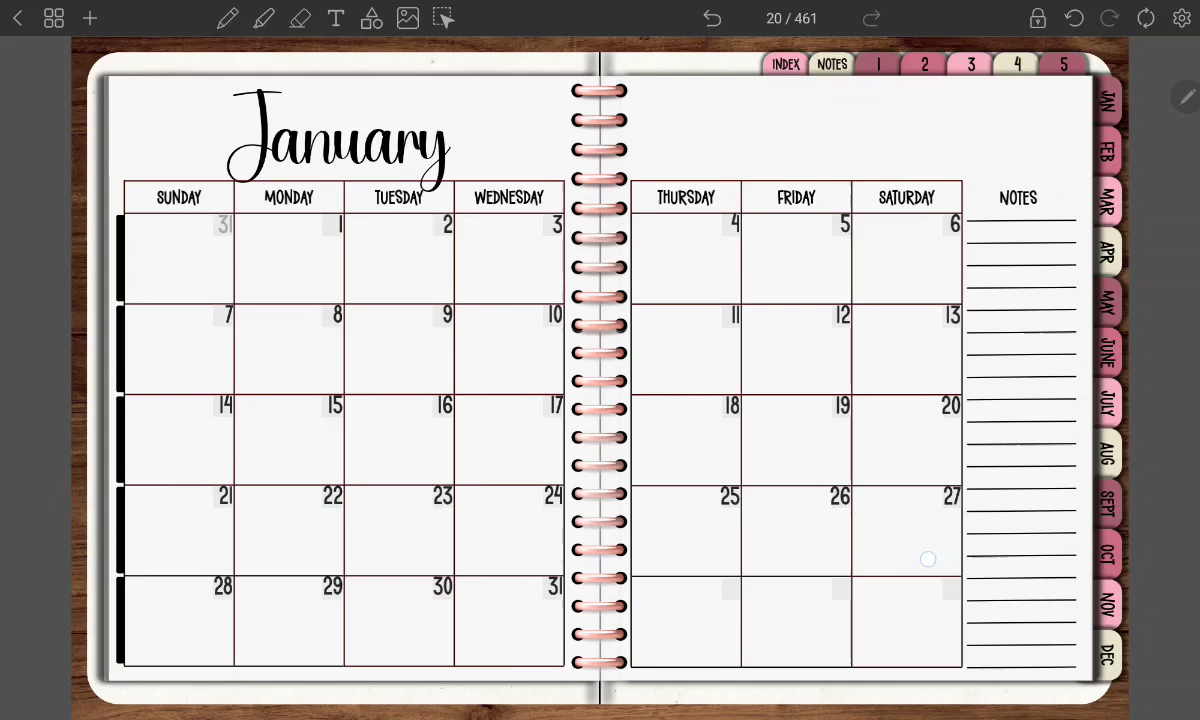 20 / 461
INDEX NOTES 1 2 3 4 5
January
SUNDAY MONDAY TUESDAY WEDNESDAY THURSDAY FRIDAY SATURDAY NOTES
31 1 2 3 4 5 6
7 8 9 10 11 12 13
14 15 16 17 18 19 20
21 22 23 24 25 26 27
28 29 30 31
JAN
FEB
MAR
APR
MAY
JUNE
JULY
AUG
SEPT
OCT
NOV
DEC